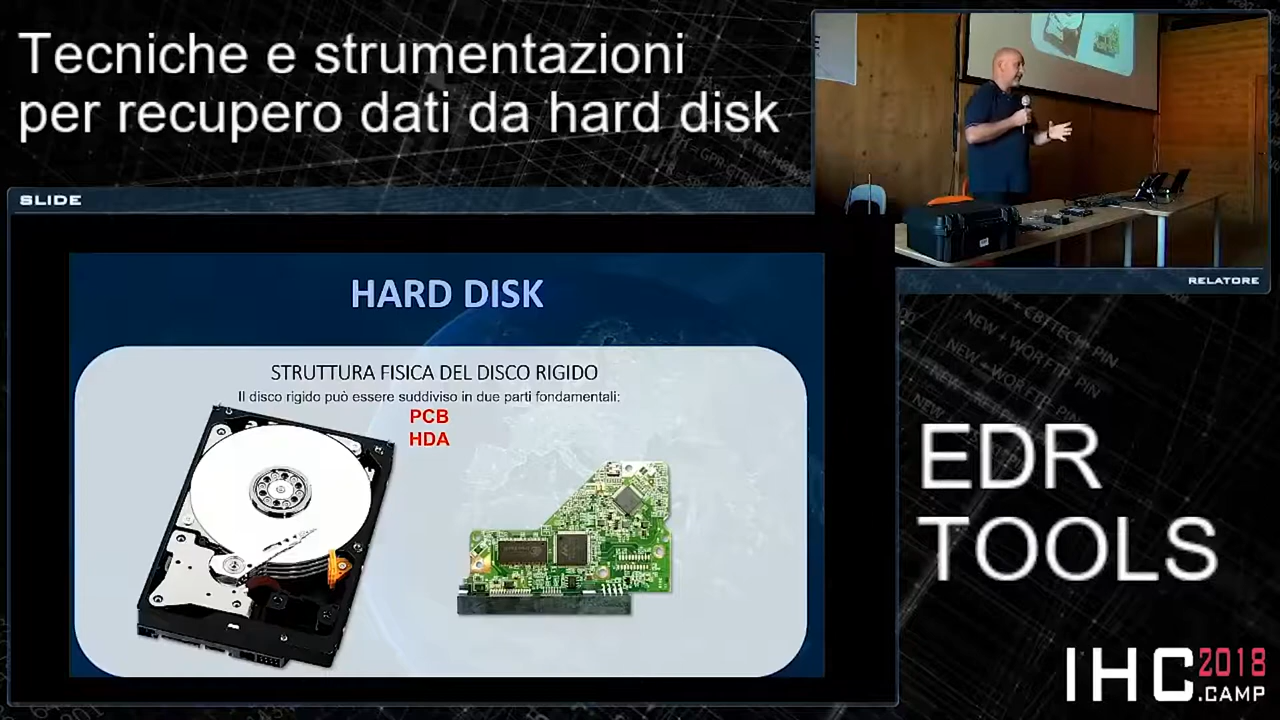 Tecniche e strumentazioni
per recupero dati da hard disk
SLIDE
HARD DISK
STRUTTURA FISICA DEL DISCO RIGIDO
Il disco rigido può essere suddiviso in due parti fondamentali:
PCB
HDA
RELATORE
EDR
TOOLS
IHC 2018
.CAMP